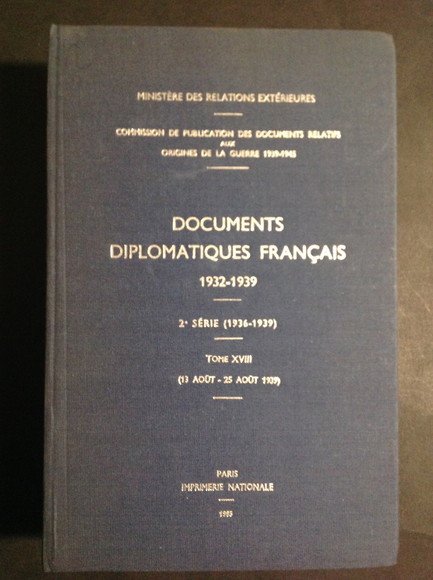 MINISTÈRE DES RELATIONS EXTÉRIEURES
COMMISSION DE PUBLICATION DES DOCUMENTS RELATIFS
AUX
ORIGINES DE LA GUERRE 1939-1945
DOCUMENTS
DIPLOMATIQUES FRANÇAIS
1932-1939
2e SÉRIE (1936-1939)
TOME XVIII
(13 AOÛT - 25 AOÛT 1939)
PARIS
IMPRIMERIE NATIONALE